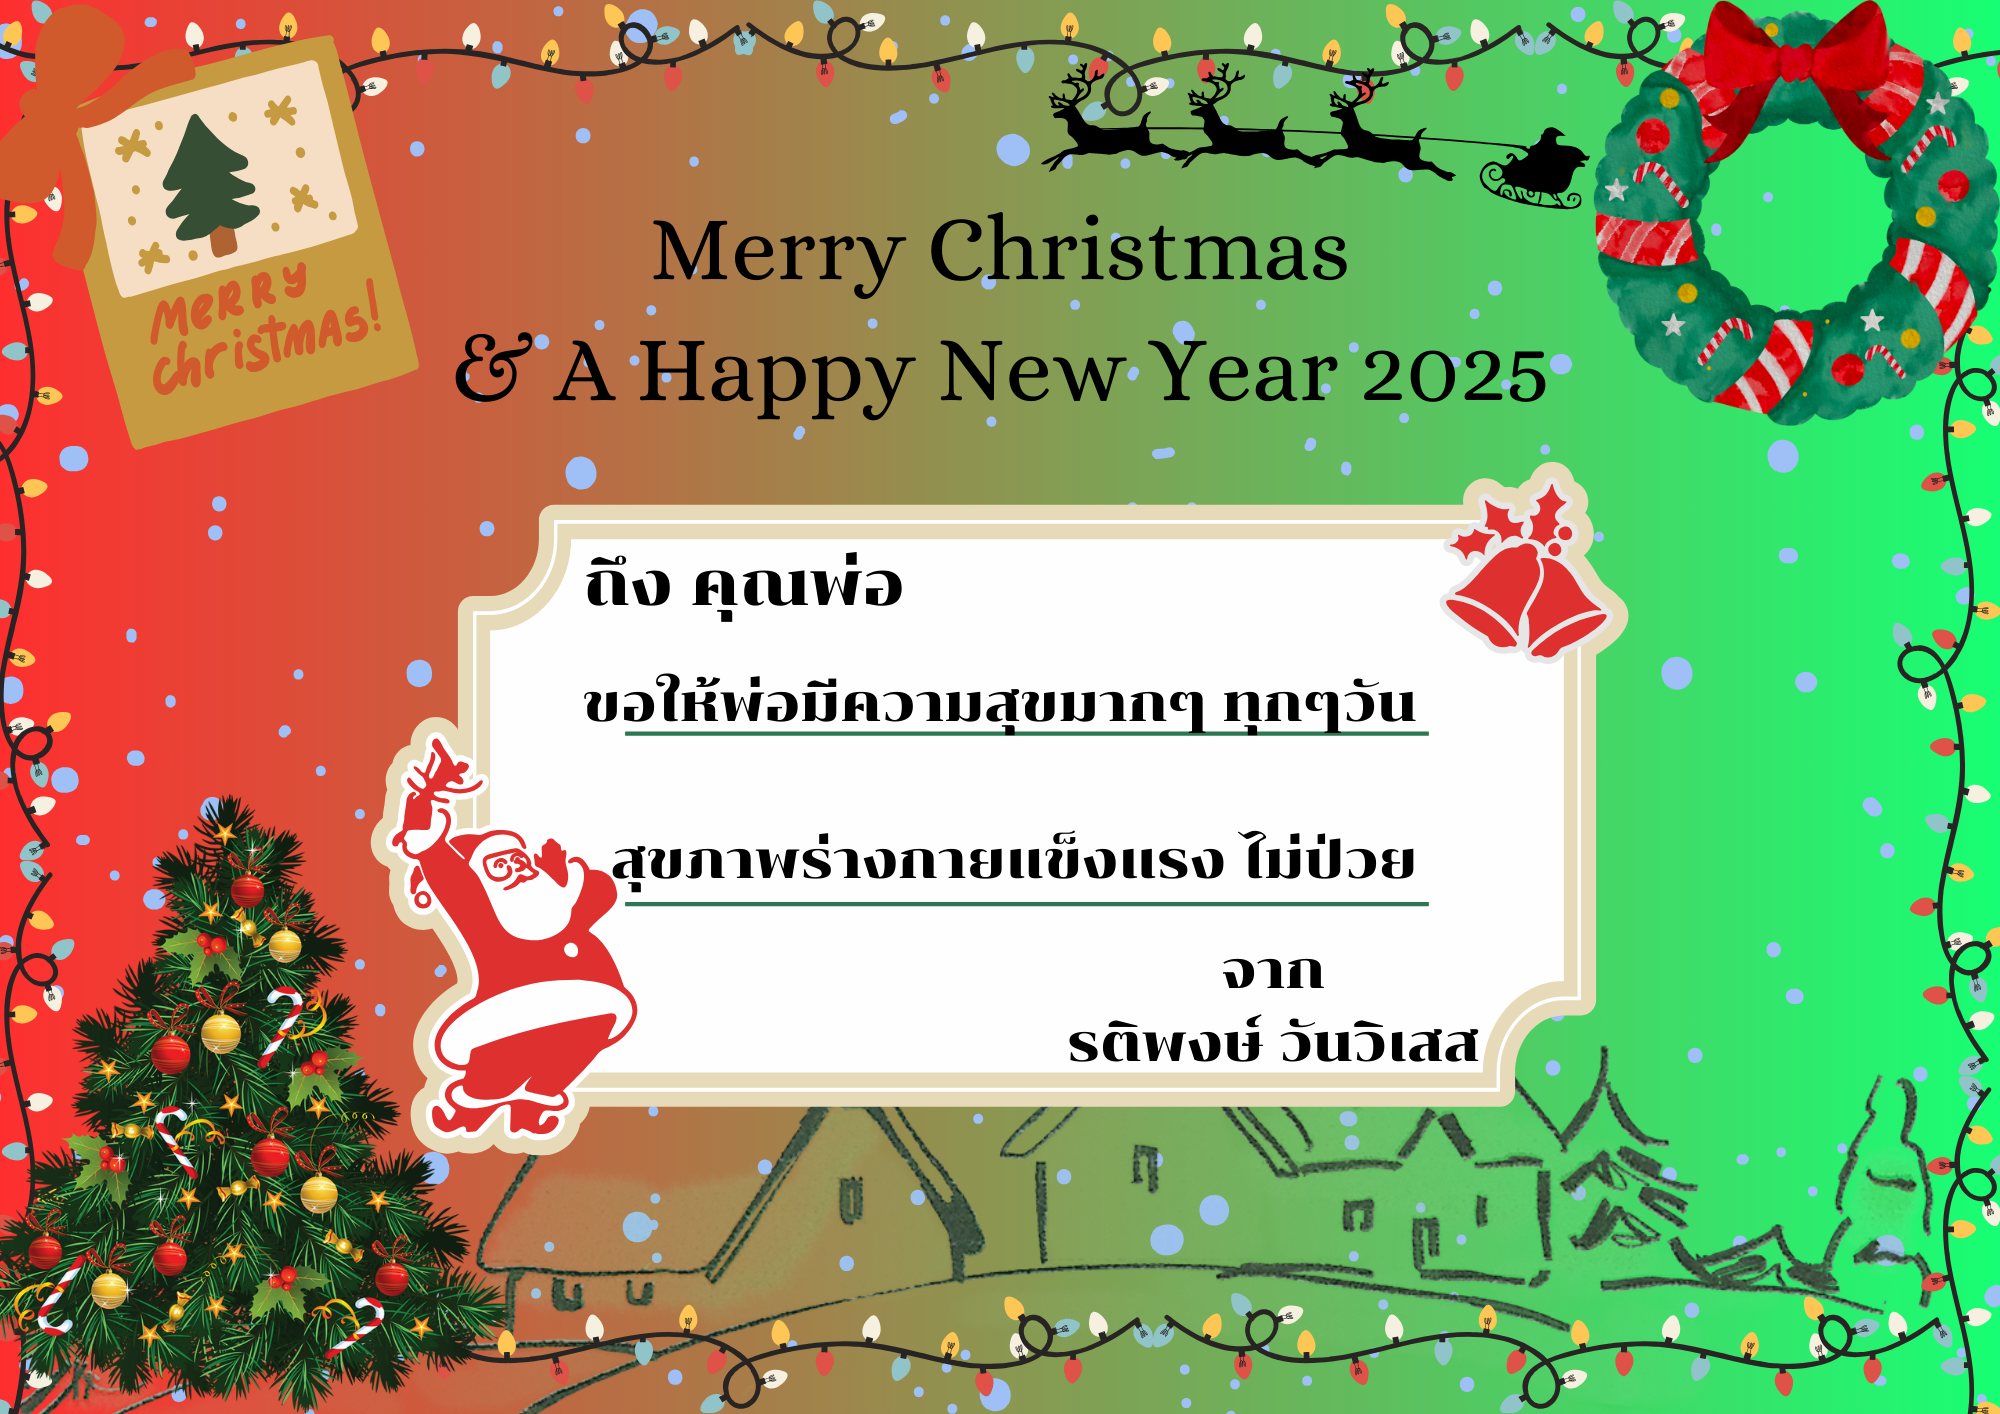 MERRY
christmas!
Merry Christmas
& A Happy New Year 2025
ถึง คุณพ่อ
ขอให้พ่อมีความสุขมากๆ ทุกๆวัน
สุขภาพร่างกายแข็งแรง ไม่ป่วย
จาก
รติพงษ์ วันวิเสส